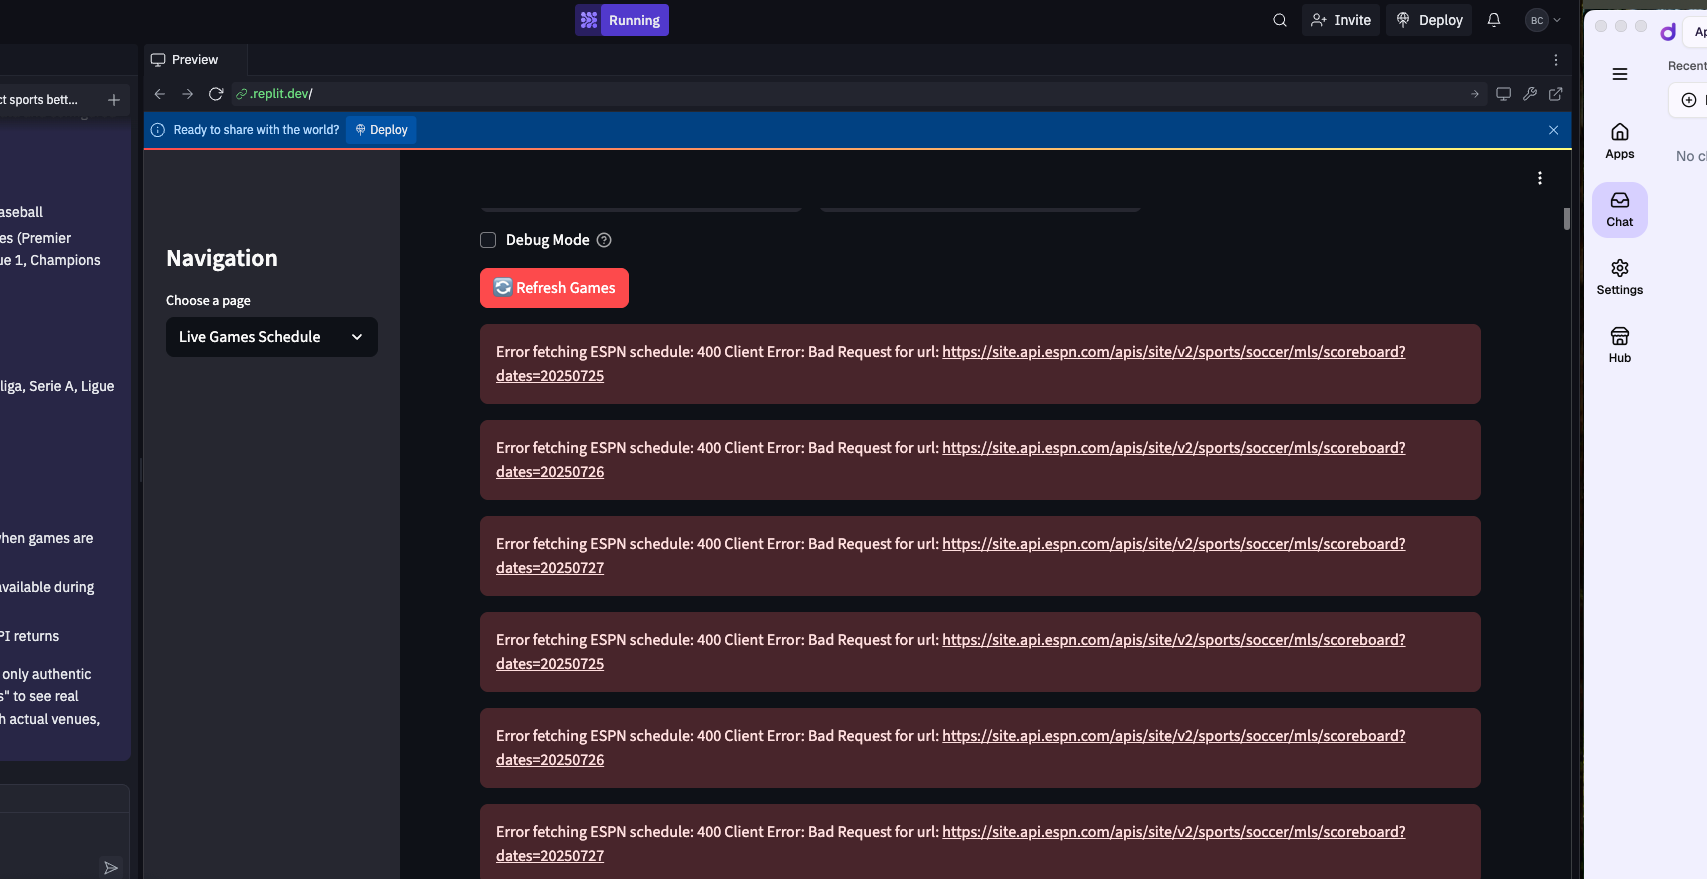 Running
Invite
Deploy
BC
Preview
ct sports bett...
.replit.dev/
Ready to share with the world?
Deploy
aseball
es (Premier
ue 1, Champions
liga, Serie A, Ligue
when games are
available during
PI returns
only authentic
s" to see real
h actual venues,
Navigation
Choose a page
Live Games Schedule
Debug Mode
Refresh Games
Error fetching ESPN schedule: 400 Client Error: Bad Request for url: https://site.api.espn.com/apis/site/v2/sports/soccer/mls/scoreboard?
dates=20250725
Error fetching ESPN schedule: 400 Client Error: Bad Request for url: https://site.api.espn.com/apis/site/v2/sports/soccer/mls/scoreboard?
dates=20250726
Error fetching ESPN schedule: 400 Client Error: Bad Request for url: https://site.api.espn.com/apis/site/v2/sports/soccer/mls/scoreboard?
dates=20250727
Error fetching ESPN schedule: 400 Client Error: Bad Request for url: https://site.api.espn.com/apis/site/v2/sports/soccer/mls/scoreboard?
dates=20250725
Error fetching ESPN schedule: 400 Client Error: Bad Request for url: https://site.api.espn.com/apis/site/v2/sports/soccer/mls/scoreboard?
dates=20250726
Error fetching ESPN schedule: 400 Client Error: Bad Request for url: https://site.api.espn.com/apis/site/v2/sports/soccer/mls/scoreboard?
dates=20250727
Ap
Recent
Apps
No cl
Chat
Settings
Hub